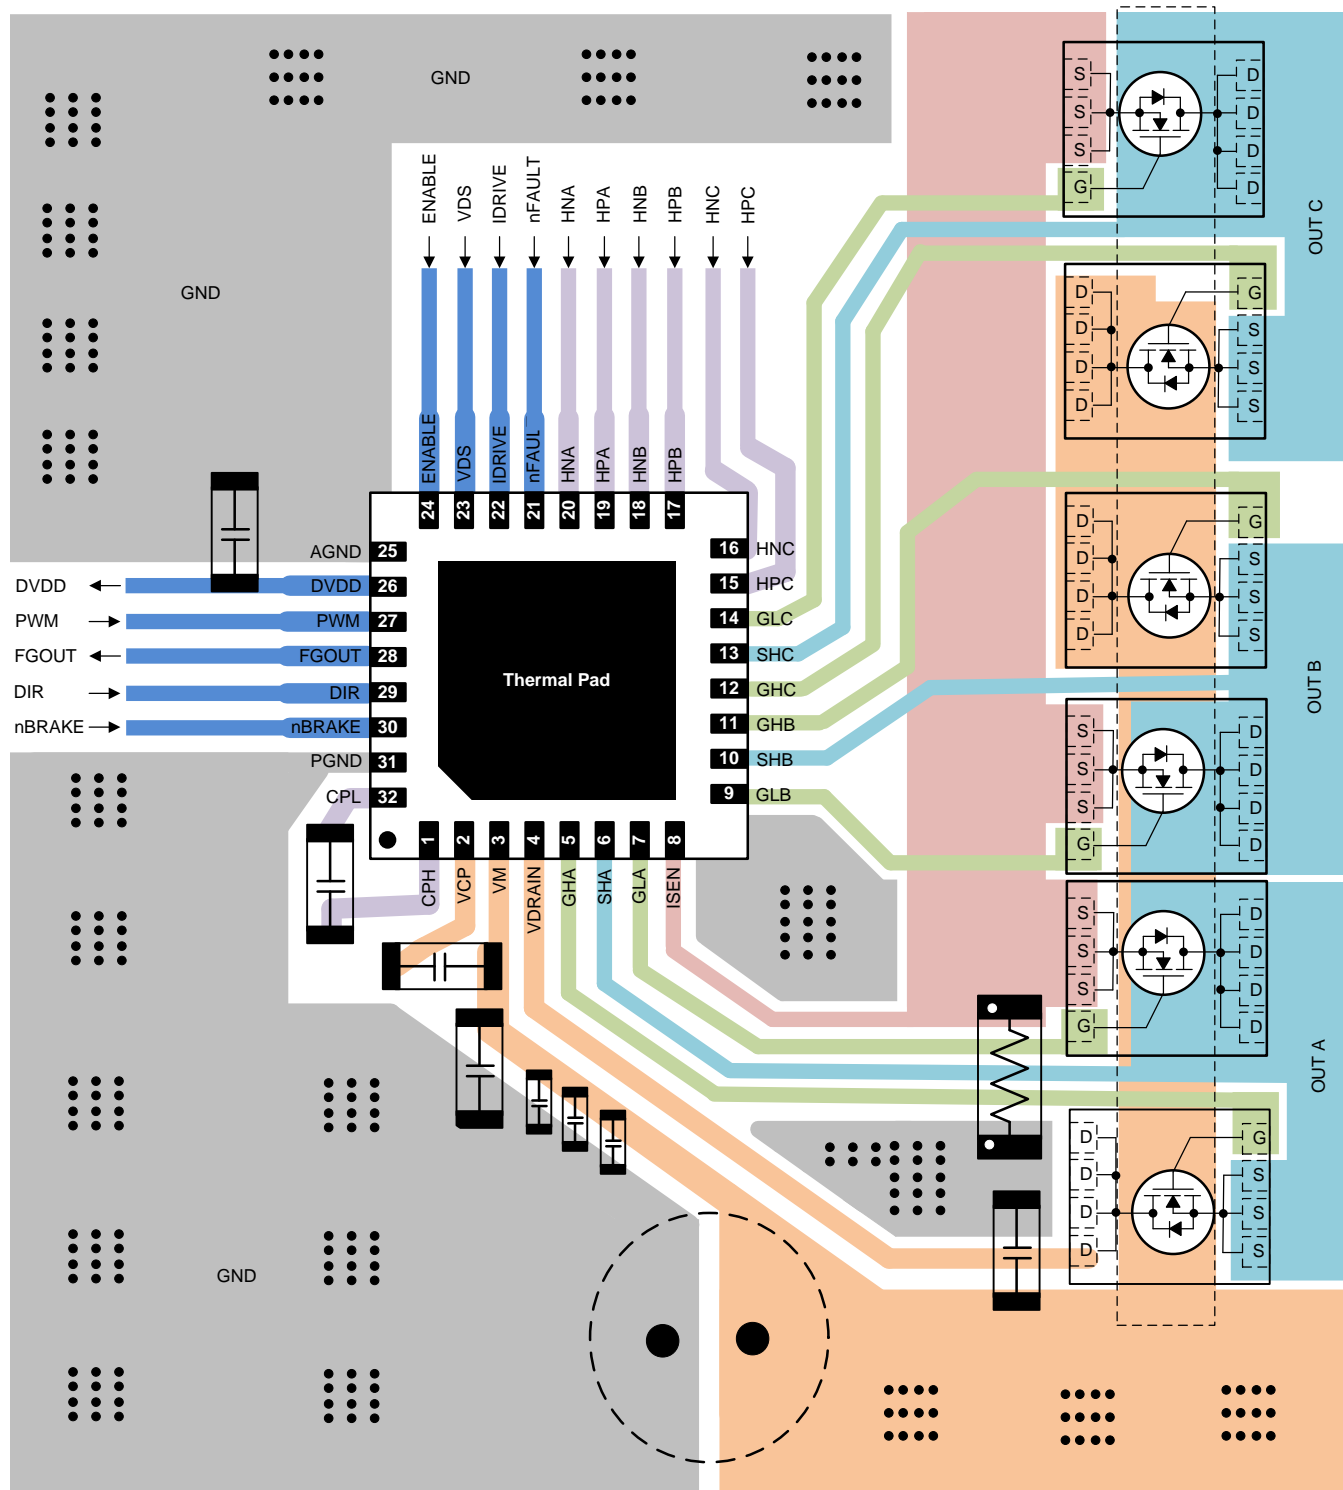 GND
GND
ENABLE
VDS
IDRIVE
nFAULT
HNA
HPA
HNB
HPB
HNC
HPC
ENABLE
VDS
IDRIVE
nFAUL
HNA
HPA
HNB
HPB
24
23
22
21
20
19
18
17
AGND 25
DVDD DVDD 26
PWM PWM 27
FGOUT FGOUT 28
DIR DIR 29
nBRAKE nBRAKE 30
PGND 31
CPL 32
16 HNC
15 HPC
14 GLC
13 SHC
12 GHC
11 GHB
10 SHB
9 GLB
Thermal Pad
1
2
3
4
5
6
7
8
CPH
VCP
VM
VDRAIN
GHA
SHA
GLA
ISEN
S D
S D
S D
G D
OUT C
D G
D S
D S
D S
D G
D S
D S
D S
OUT B
S D
S D
S D
G D
S D
S D
S D
G D
OUT A
D G
D S
D S
D S
GND